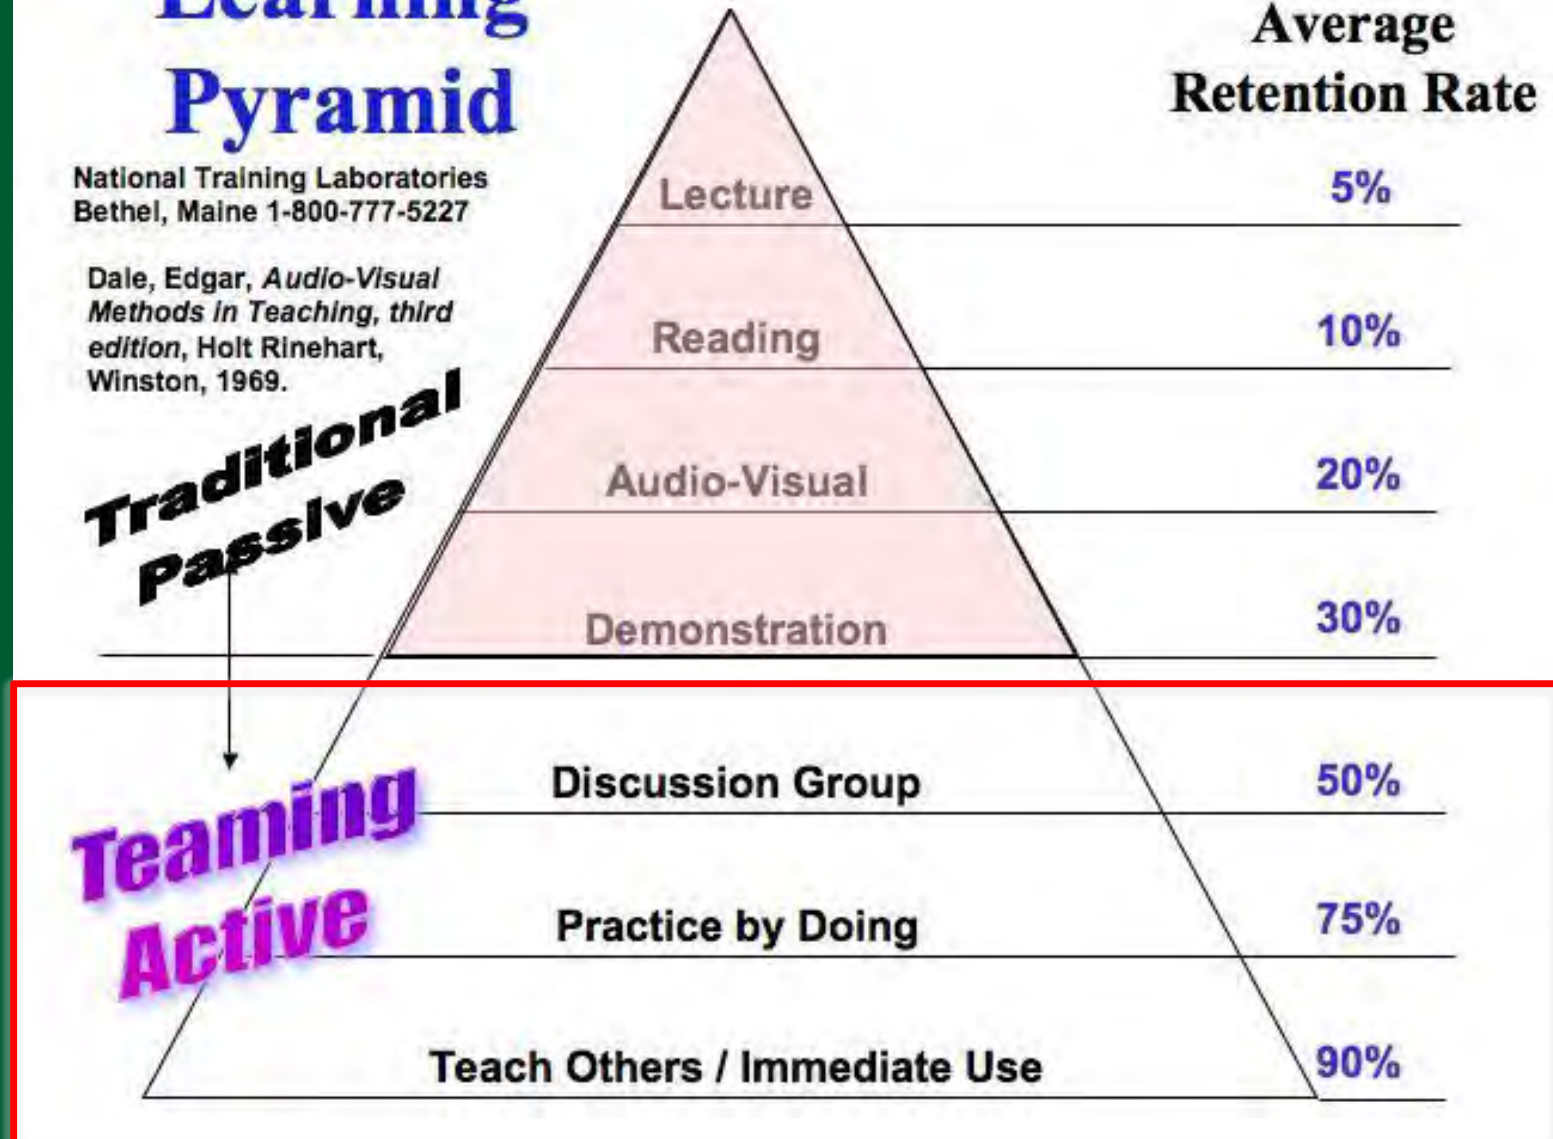 Learning
Pyramid
National Training Laboratories
Bethel, Maine 1-800-777-5227
Dale, Edgar, Audio-Visual
Methods in Teaching, third
edition, Holt Rinehart,
Winston, 1969.
Traditional
Passive
Average
Retention Rate
Lecture 5%
Reading 10%
Audio-Visual 20%
Demonstration 30%
Teaming
Active
Discussion Group 50%
Practice by Doing 75%
Teach Others / Immediate Use 90%